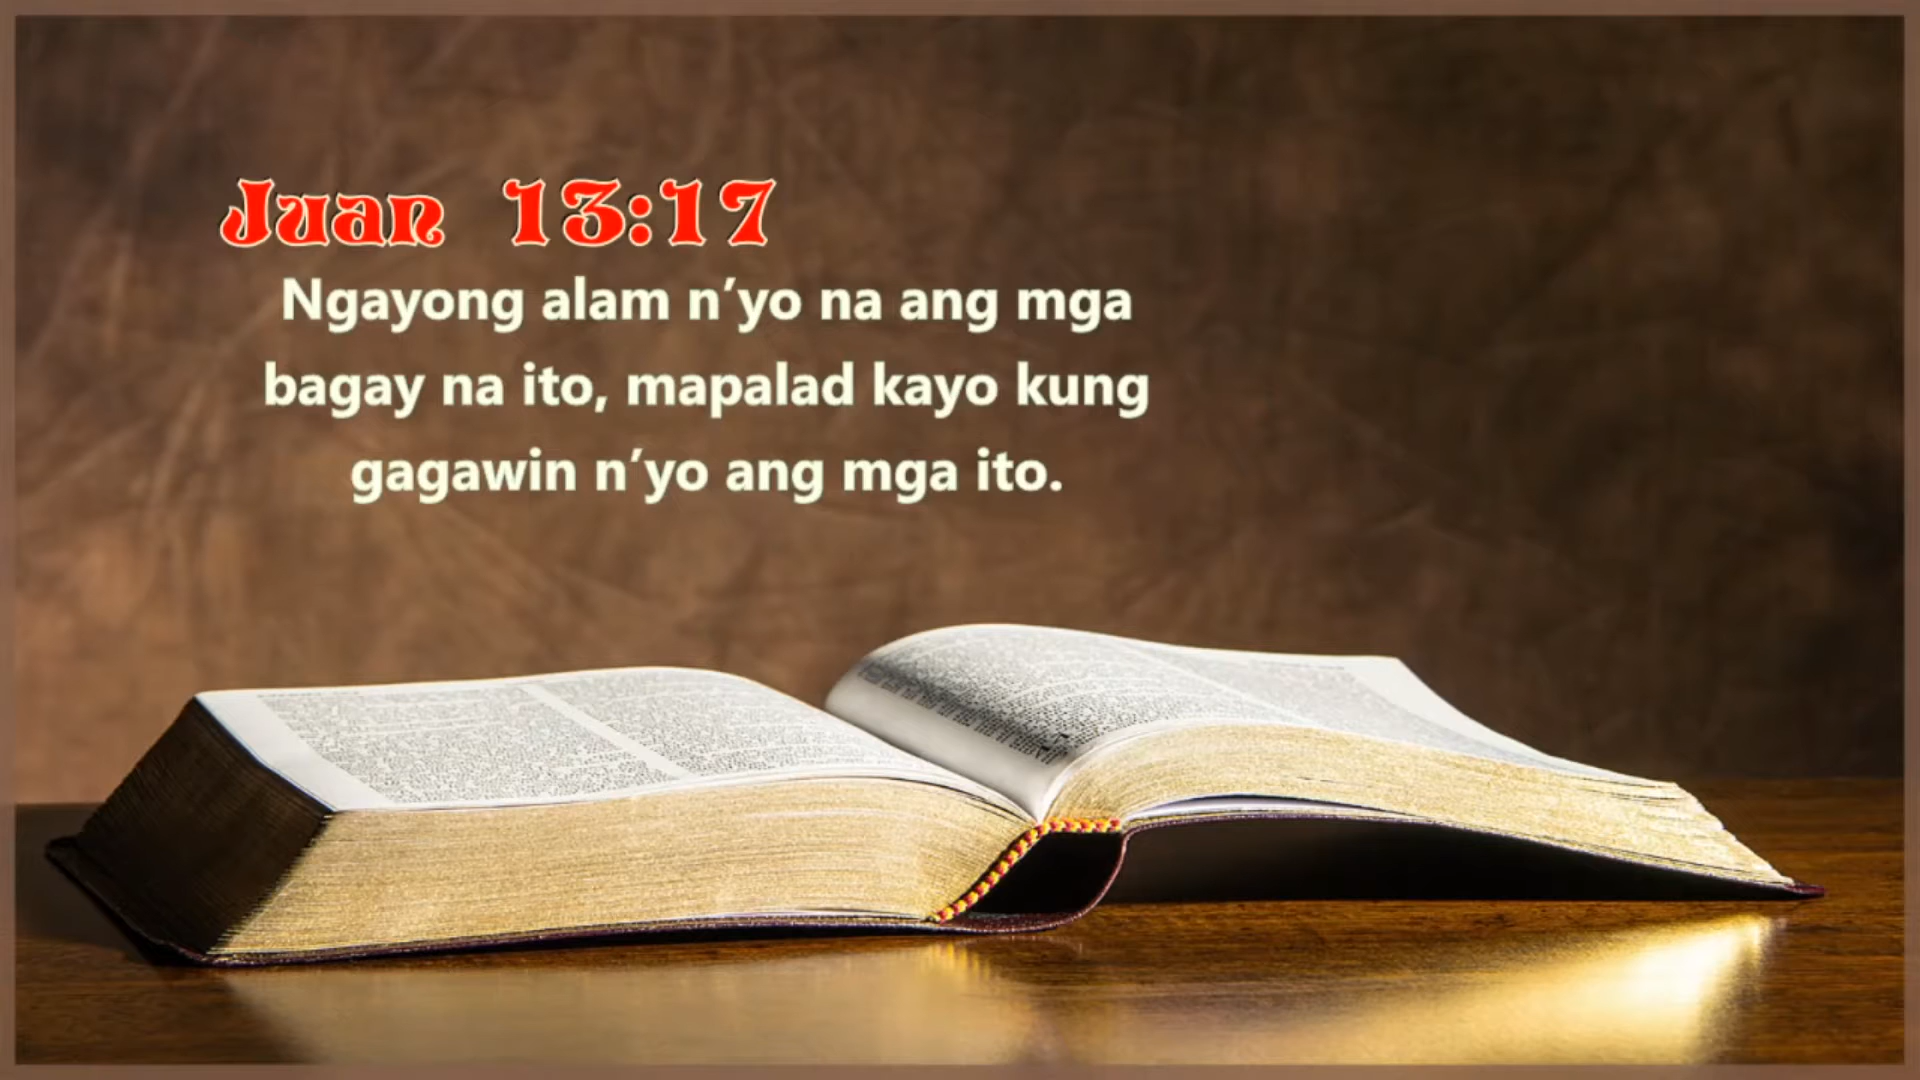 Juan 13:17
Ngayong alam n’yo na ang mga
bagay na ito, mapalad kayo kung
gagawin n’yo ang mga ito.